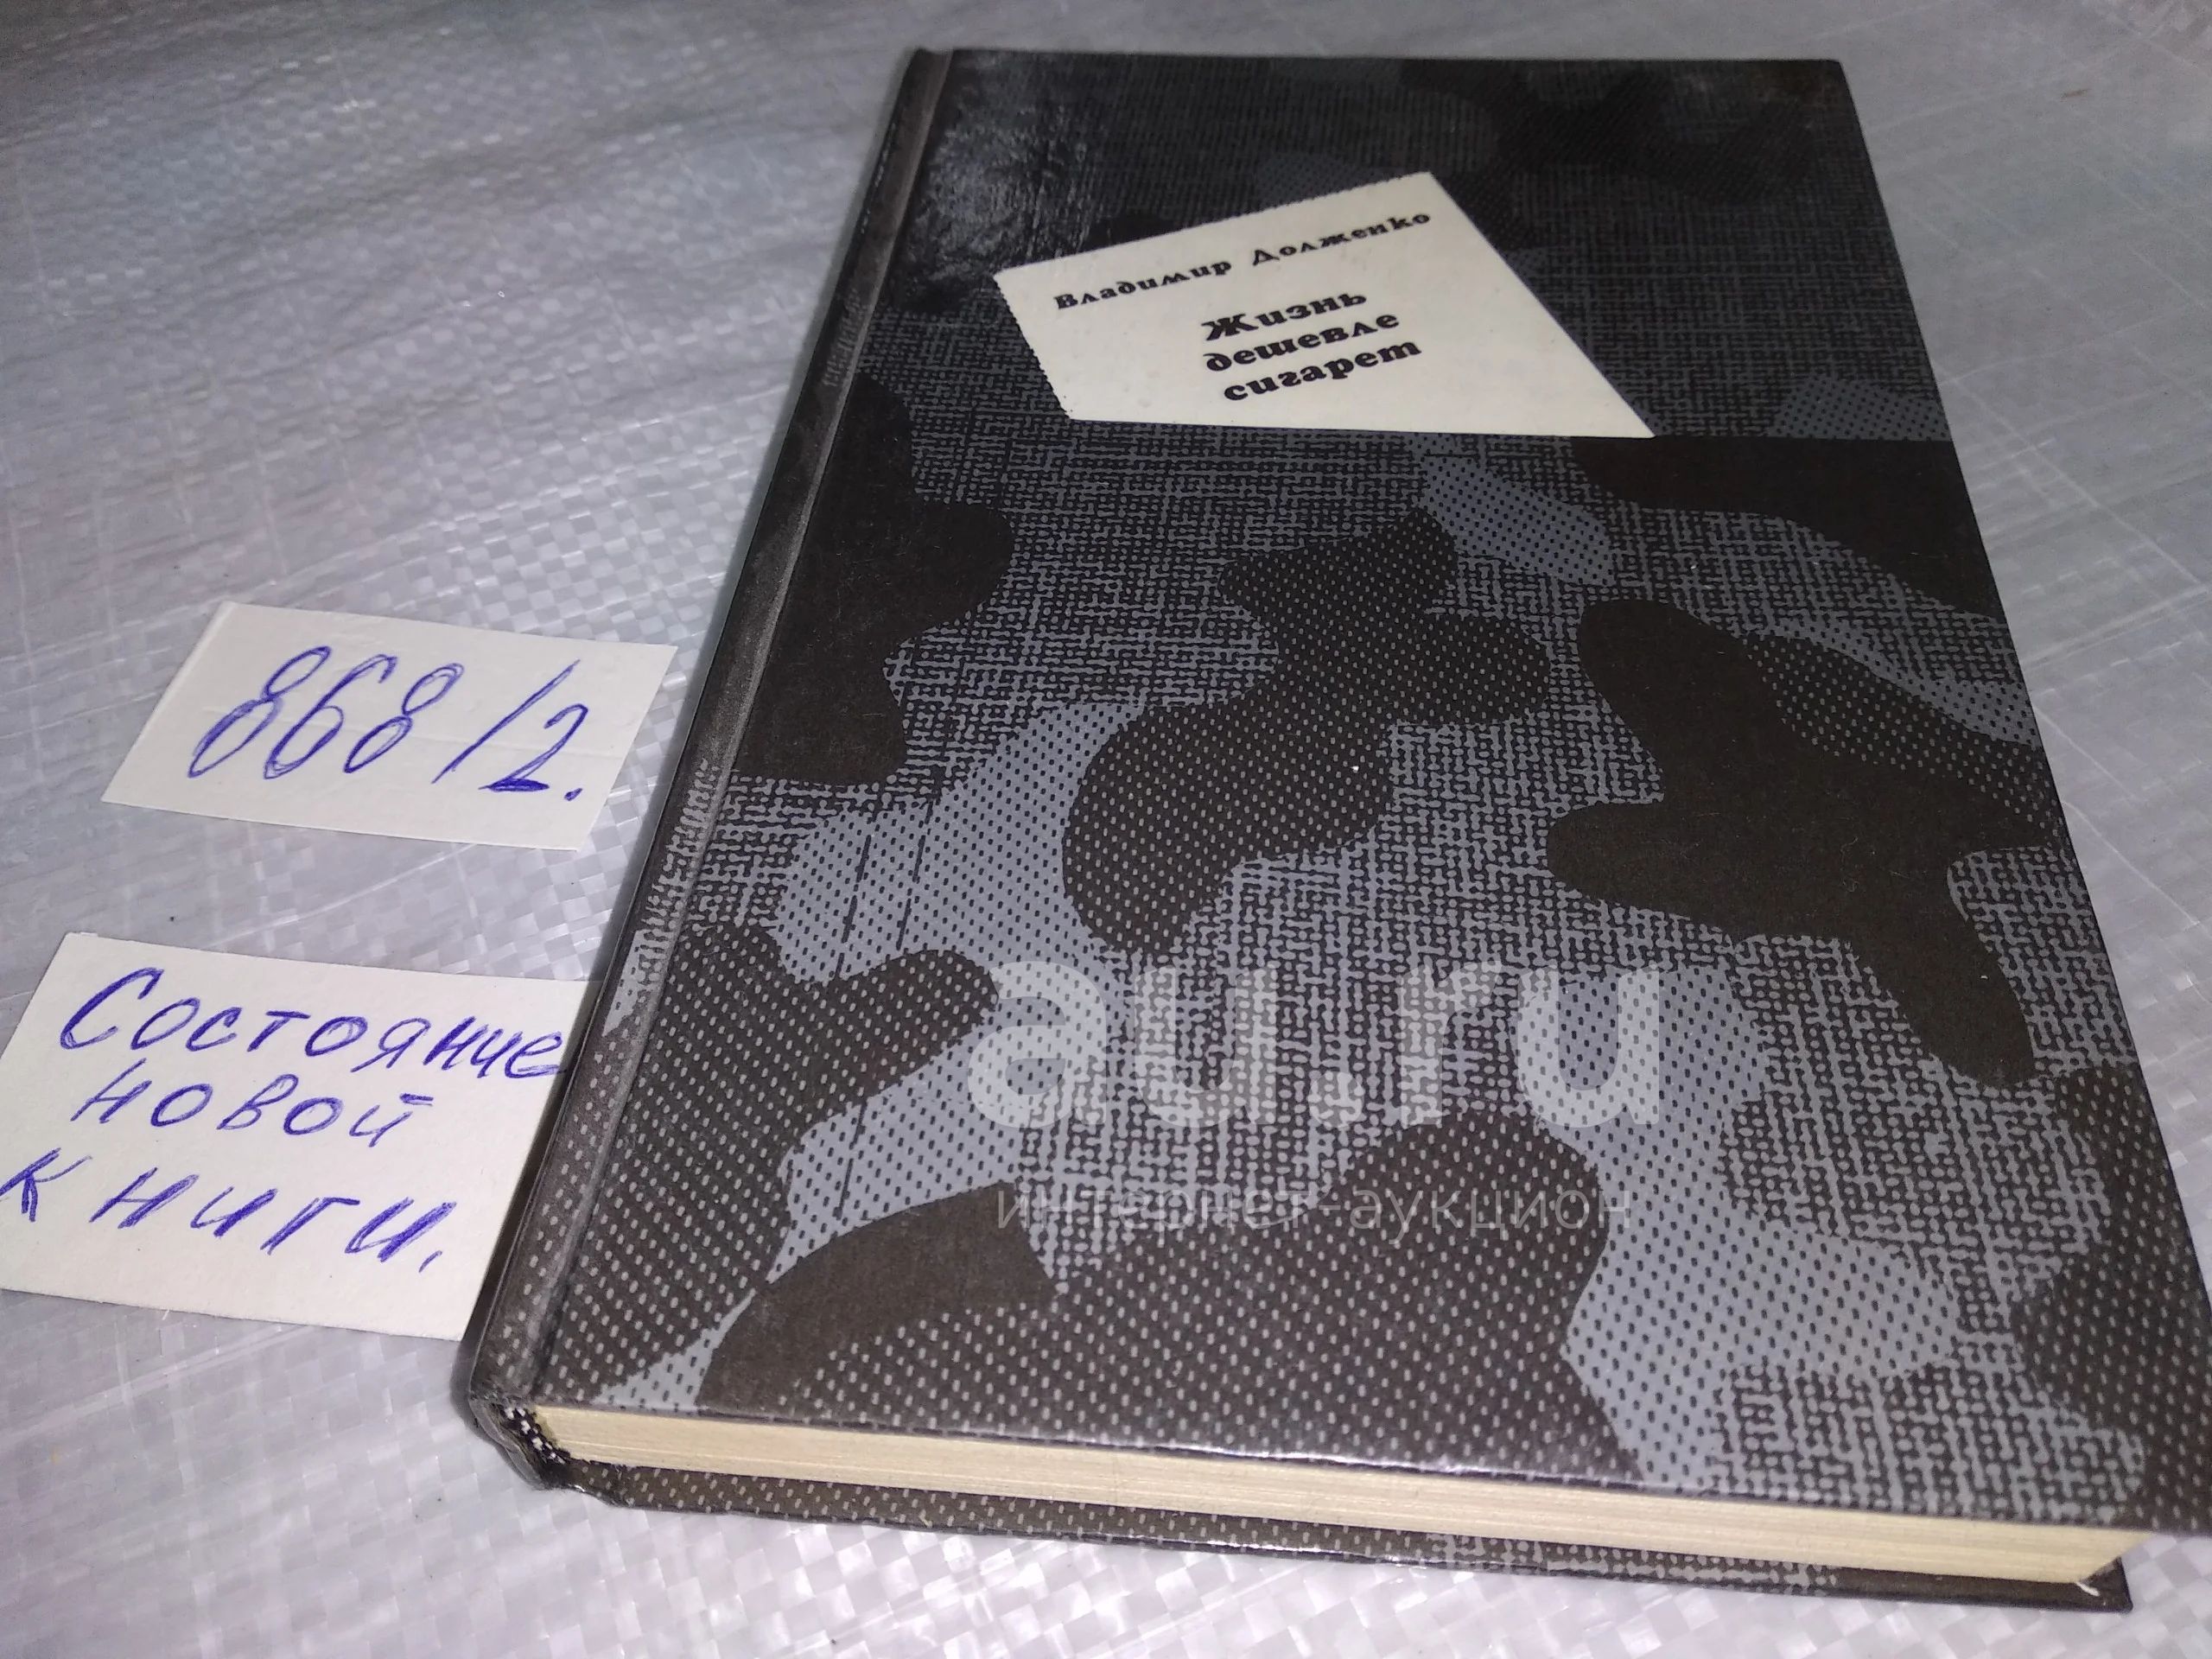 Владимир Долженко
Жизнь
дешевле
сигарет
868/2.
Состояние
новой
книги.
au.ru
интернет-аукцион